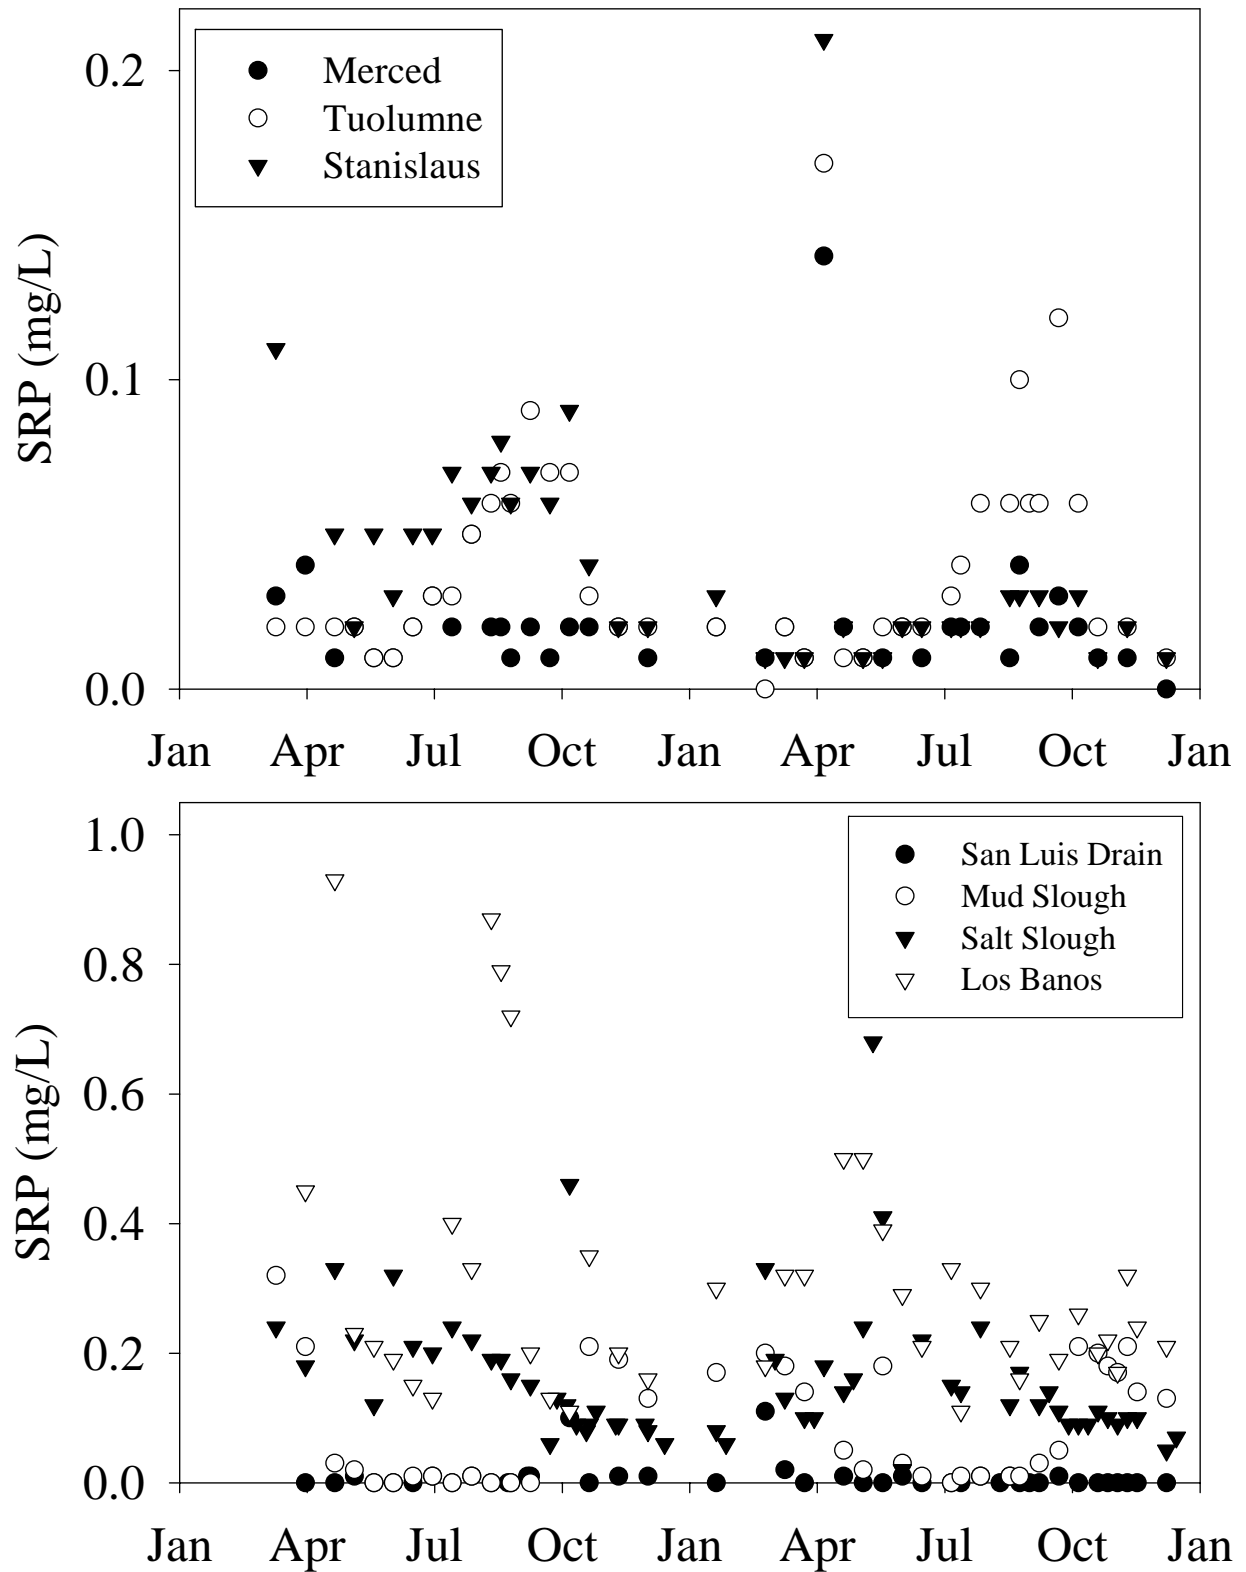 0.2
Merced
Tuolumne
Stanislaus
SRP (mg/L)
0.1
0.0
Jan Apr Jul Oct Jan Apr Jul Oct Jan
1.0
San Luis Drain
Mud Slough
Salt Slough
Los Banos
0.8
SRP (mg/L)
0.6
0.4
0.2
0.0
Jan Apr Jul Oct Jan Apr Jul Oct Jan